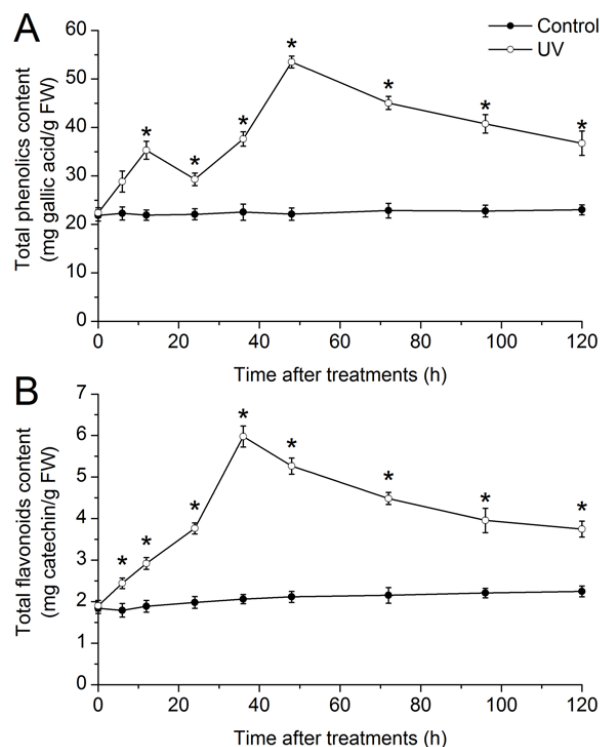 A
Control
UV
Total phenolics content
(mg gallic acid/g FW)
60
50
40
30
20
10
0
*
*
*
*
*
*
*
0 20 40 60 80 100 120
Time after treatments (h)
B
Total flavonoids content
(mg catechin/g FW)
7
6
5
4
3
2
1
0
*
*
*
*
*
*
*
*
0 20 40 60 80 100 120
Time after treatments (h)